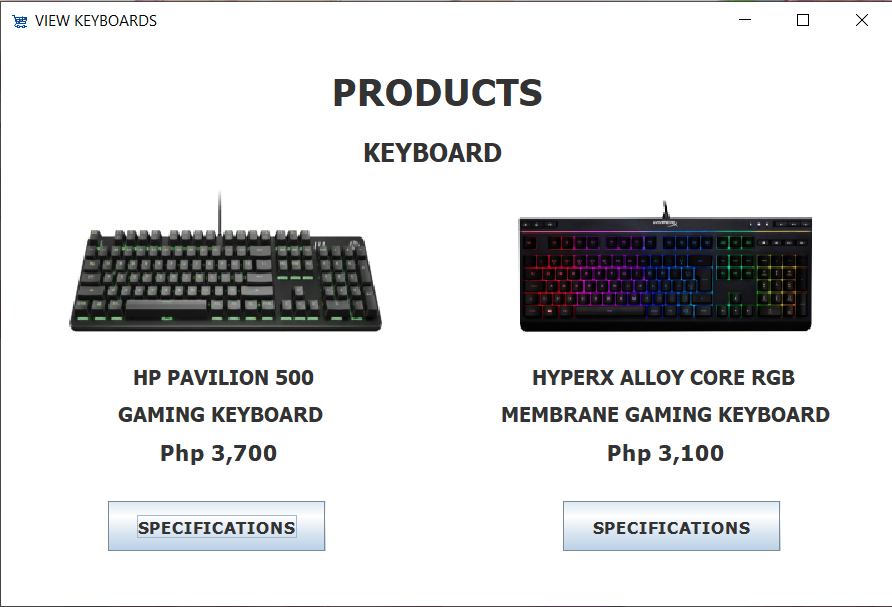 VIEW KEYBOARDS
PRODUCTS
KEYBOARD
HP PAVILION 500
GAMING KEYBOARD
Php 3,700
SPECIFICATIONS
HYPERX ALLOY CORE RGB
MEMBRANE GAMING KEYBOARD
Php 3,100
SPECIFICATIONS